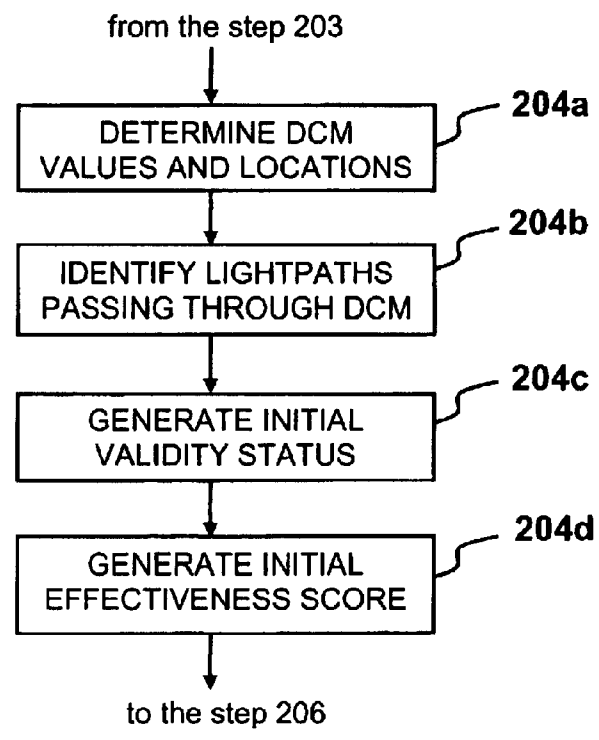 from the step 203
204a
DETERMINE DCM
VALUES AND LOCATIONS
204b
IDENTIFY LIGHTPATHS
PASSING THROUGH DCM
204c
GENERATE INITIAL
VALIDITY STATUS
204d
GENERATE INITIAL
EFFECTIVENESS SCORE
to the step 206